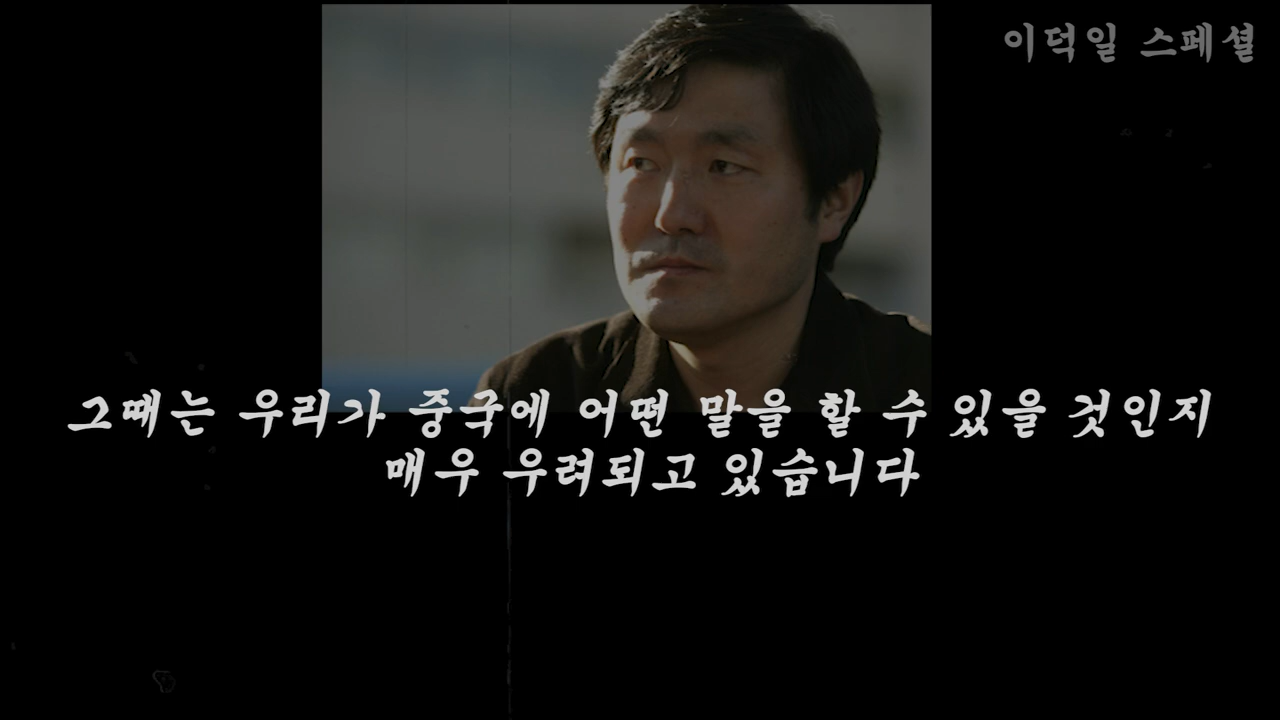 이덕일 스페셜
그때는 우리가 중국에 어떤 말을 할 수 있을 것인지
매우 우려되고 있습니다